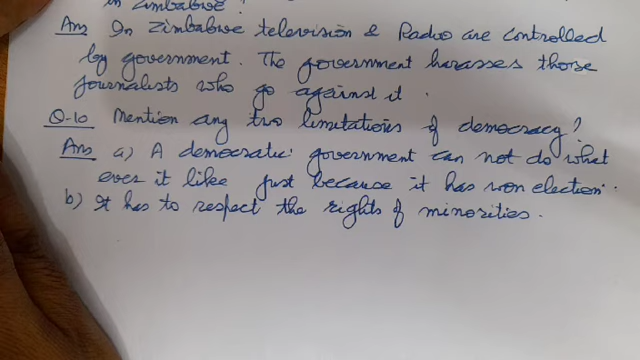 in Zimbabwe?
Ans In Zimbabwe television & Radio are controlled
by government. The government harasses those
journalists who go against it.
Q-10 Mention any two limitations of democracy?
Ans a) A democratic government can not do what
ever it like just because it has won election.
b) It has to respect the rights of minorities.